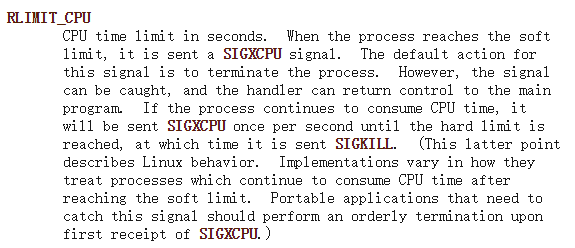 RLIMIT_CPU
CPU time limit in seconds.  When the process reaches the soft
limit, it is sent a SIGXCPU signal.  The default action for
this signal is to terminate the process.  However, the signal
can be caught, and the handler can return control to the main
program.  If the process continues to consume CPU time, it
will be sent SIGXCPU once per second until the hard limit is
reached, at which time it is sent SIGKILL.  (This latter point
describes Linux behavior.  Implementations vary in how they
treat processes which continue to consume CPU time after
reaching the soft limit.  Portable applications that need to
catch this signal should perform an orderly termination upon
first receipt of SIGXCPU.)